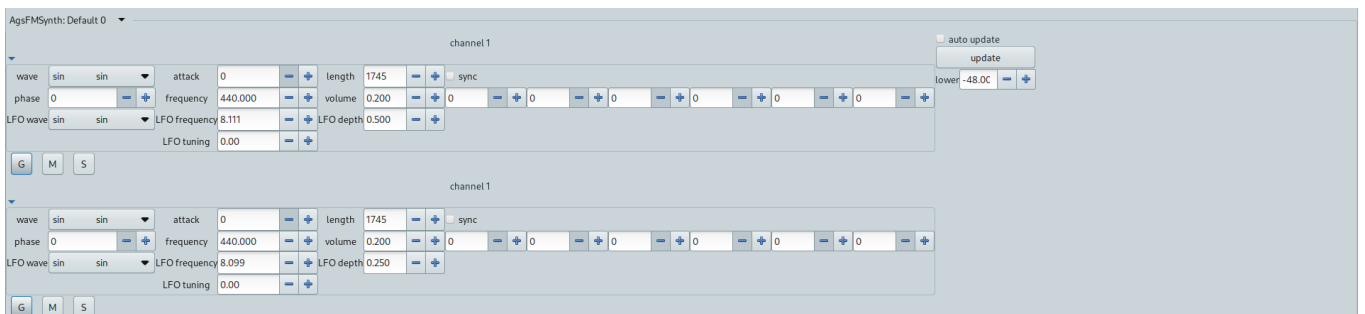 AgsFMSynth: Default 0
channel 1
auto update
update
lower -48.00
wave sin sin attack 0 length 1745 sync
phase 0 frequency 440.000 volume 0.200 0 0 0 0 0 0
LFO wave sin sin LFO frequency 8.111 LFO depth 0.500
LFO tuning 0.00
G M S
channel 1
wave sin sin attack 0 length 1745 sync
phase 0 frequency 440.000 volume 0.200 0 0 0 0 0 0
LFO wave sin sin LFO frequency 8.099 LFO depth 0.250
LFO tuning 0.00
G M S